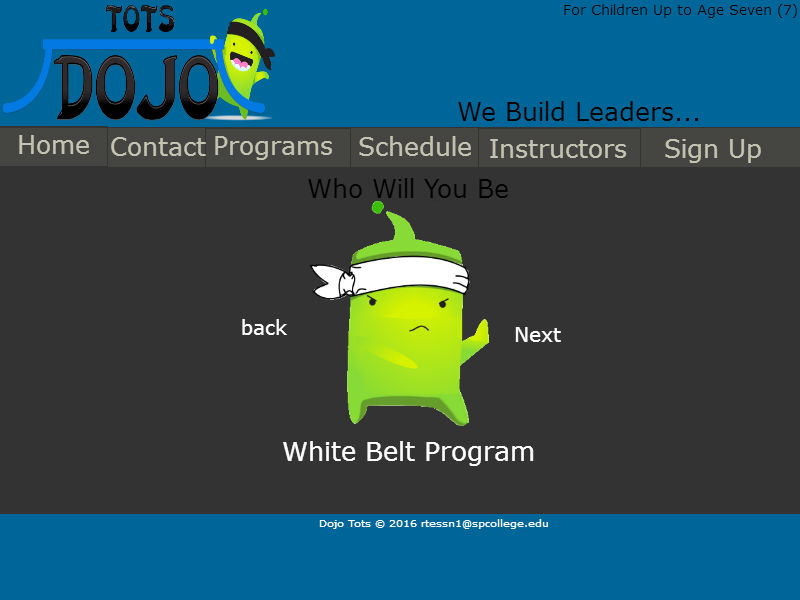 TOTS
DOJO
For Children Up to Age Seven (7)
We Build Leaders...
Home Contact Programs Schedule Instructors Sign Up
Who Will You Be
back
Next
White Belt Program
Dojo Tots © 2016 rtessn1@spcollege.edu